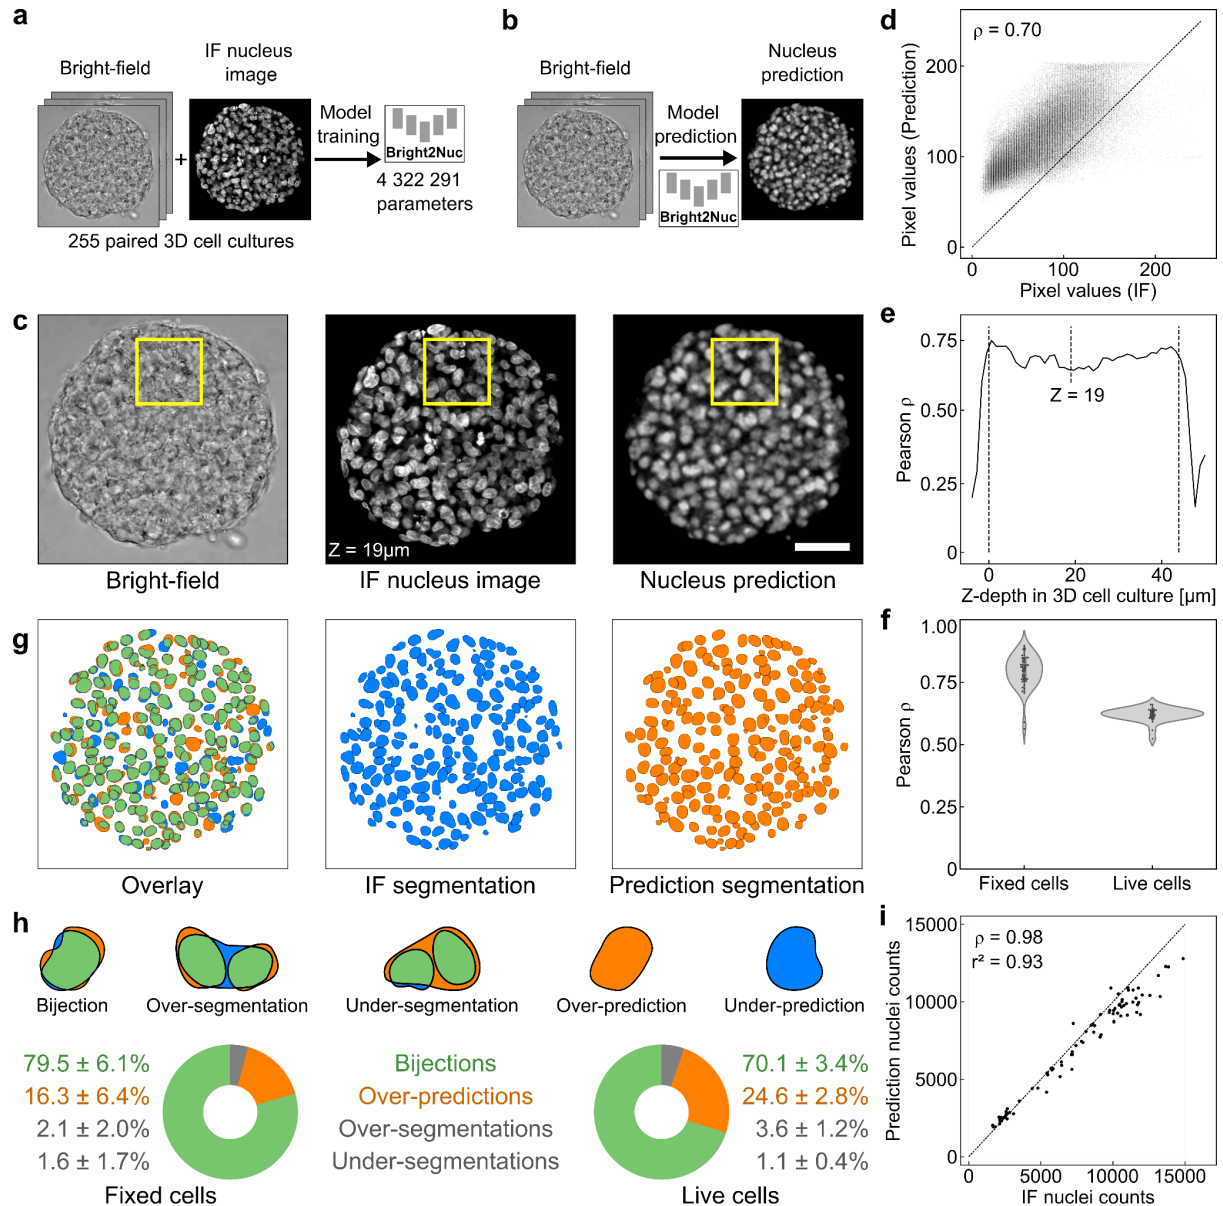 a
Bright-field
IF nucleus
image
Model
training
Bright2Nuc
4 322 291
parameters
+
255 paired 3D cell cultures
b
Bright-field
Model
prediction
Bright2Nuc
Nucleus
prediction
d
ρ = 0.70
Pixel values (Prediction)
200
100
0
0
100
200
Pixel values (IF)
c
Z = 19µm
Bright-field
IF nucleus image
Nucleus prediction
e
Pearson ρ
0.75
0.50
0.25
0
Z = 19
0
20
40
Z-depth in 3D cell culture [µm]
g
Overlay
IF segmentation
Prediction segmentation
f
Pearson ρ
1.00
0.75
0.50
0.25
0
Fixed cells
Live cells
h
Bijection
Over-segmentation
Under-segmentation
Over-prediction
Under-prediction
79.5 ± 6.1%
16.3 ± 6.4%
2.1 ± 2.0%
1.6 ± 1.7%
Fixed cells
Bijections
Over-predictions
Over-segmentations
Under-segmentations
70.1 ± 3.4%
24.6 ± 2.8%
3.6 ± 1.2%
1.1 ± 0.4%
Live cells
i
ρ = 0.98
r² = 0.93
Prediction nuclei counts
15000
10000
5000
0
0
5000
10000
15000
IF nuclei counts